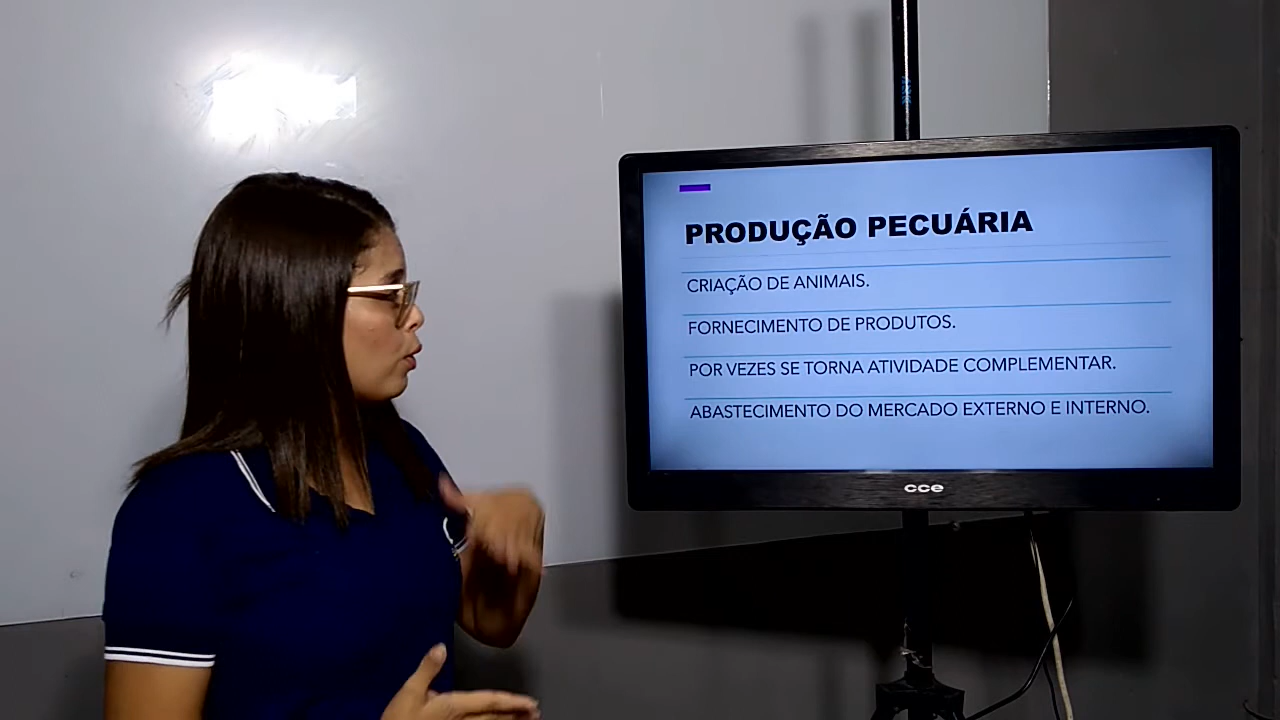 PRODUÇÃO PECUÁRIA
CRIAÇÃO DE ANIMAIS.
FORNECIMENTO DE PRODUTOS.
POR VEZES SE TORNA ATIVIDADE COMPLEMENTAR.
ABASTECIMENTO DO MERCADO EXTERNO E INTERNO.
cce